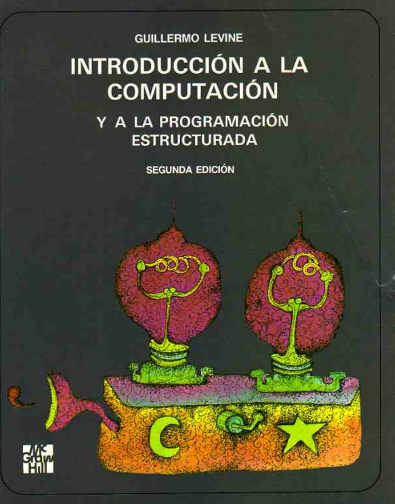 GUILLERMO LEVINE
INTRODUCCIÓN A LA
COMPUTACIÓN
Y A LA PROGRAMACIÓN
ESTRUCTURADA
SEGUNDA EDICIÓN
Mc
Graw
Hill